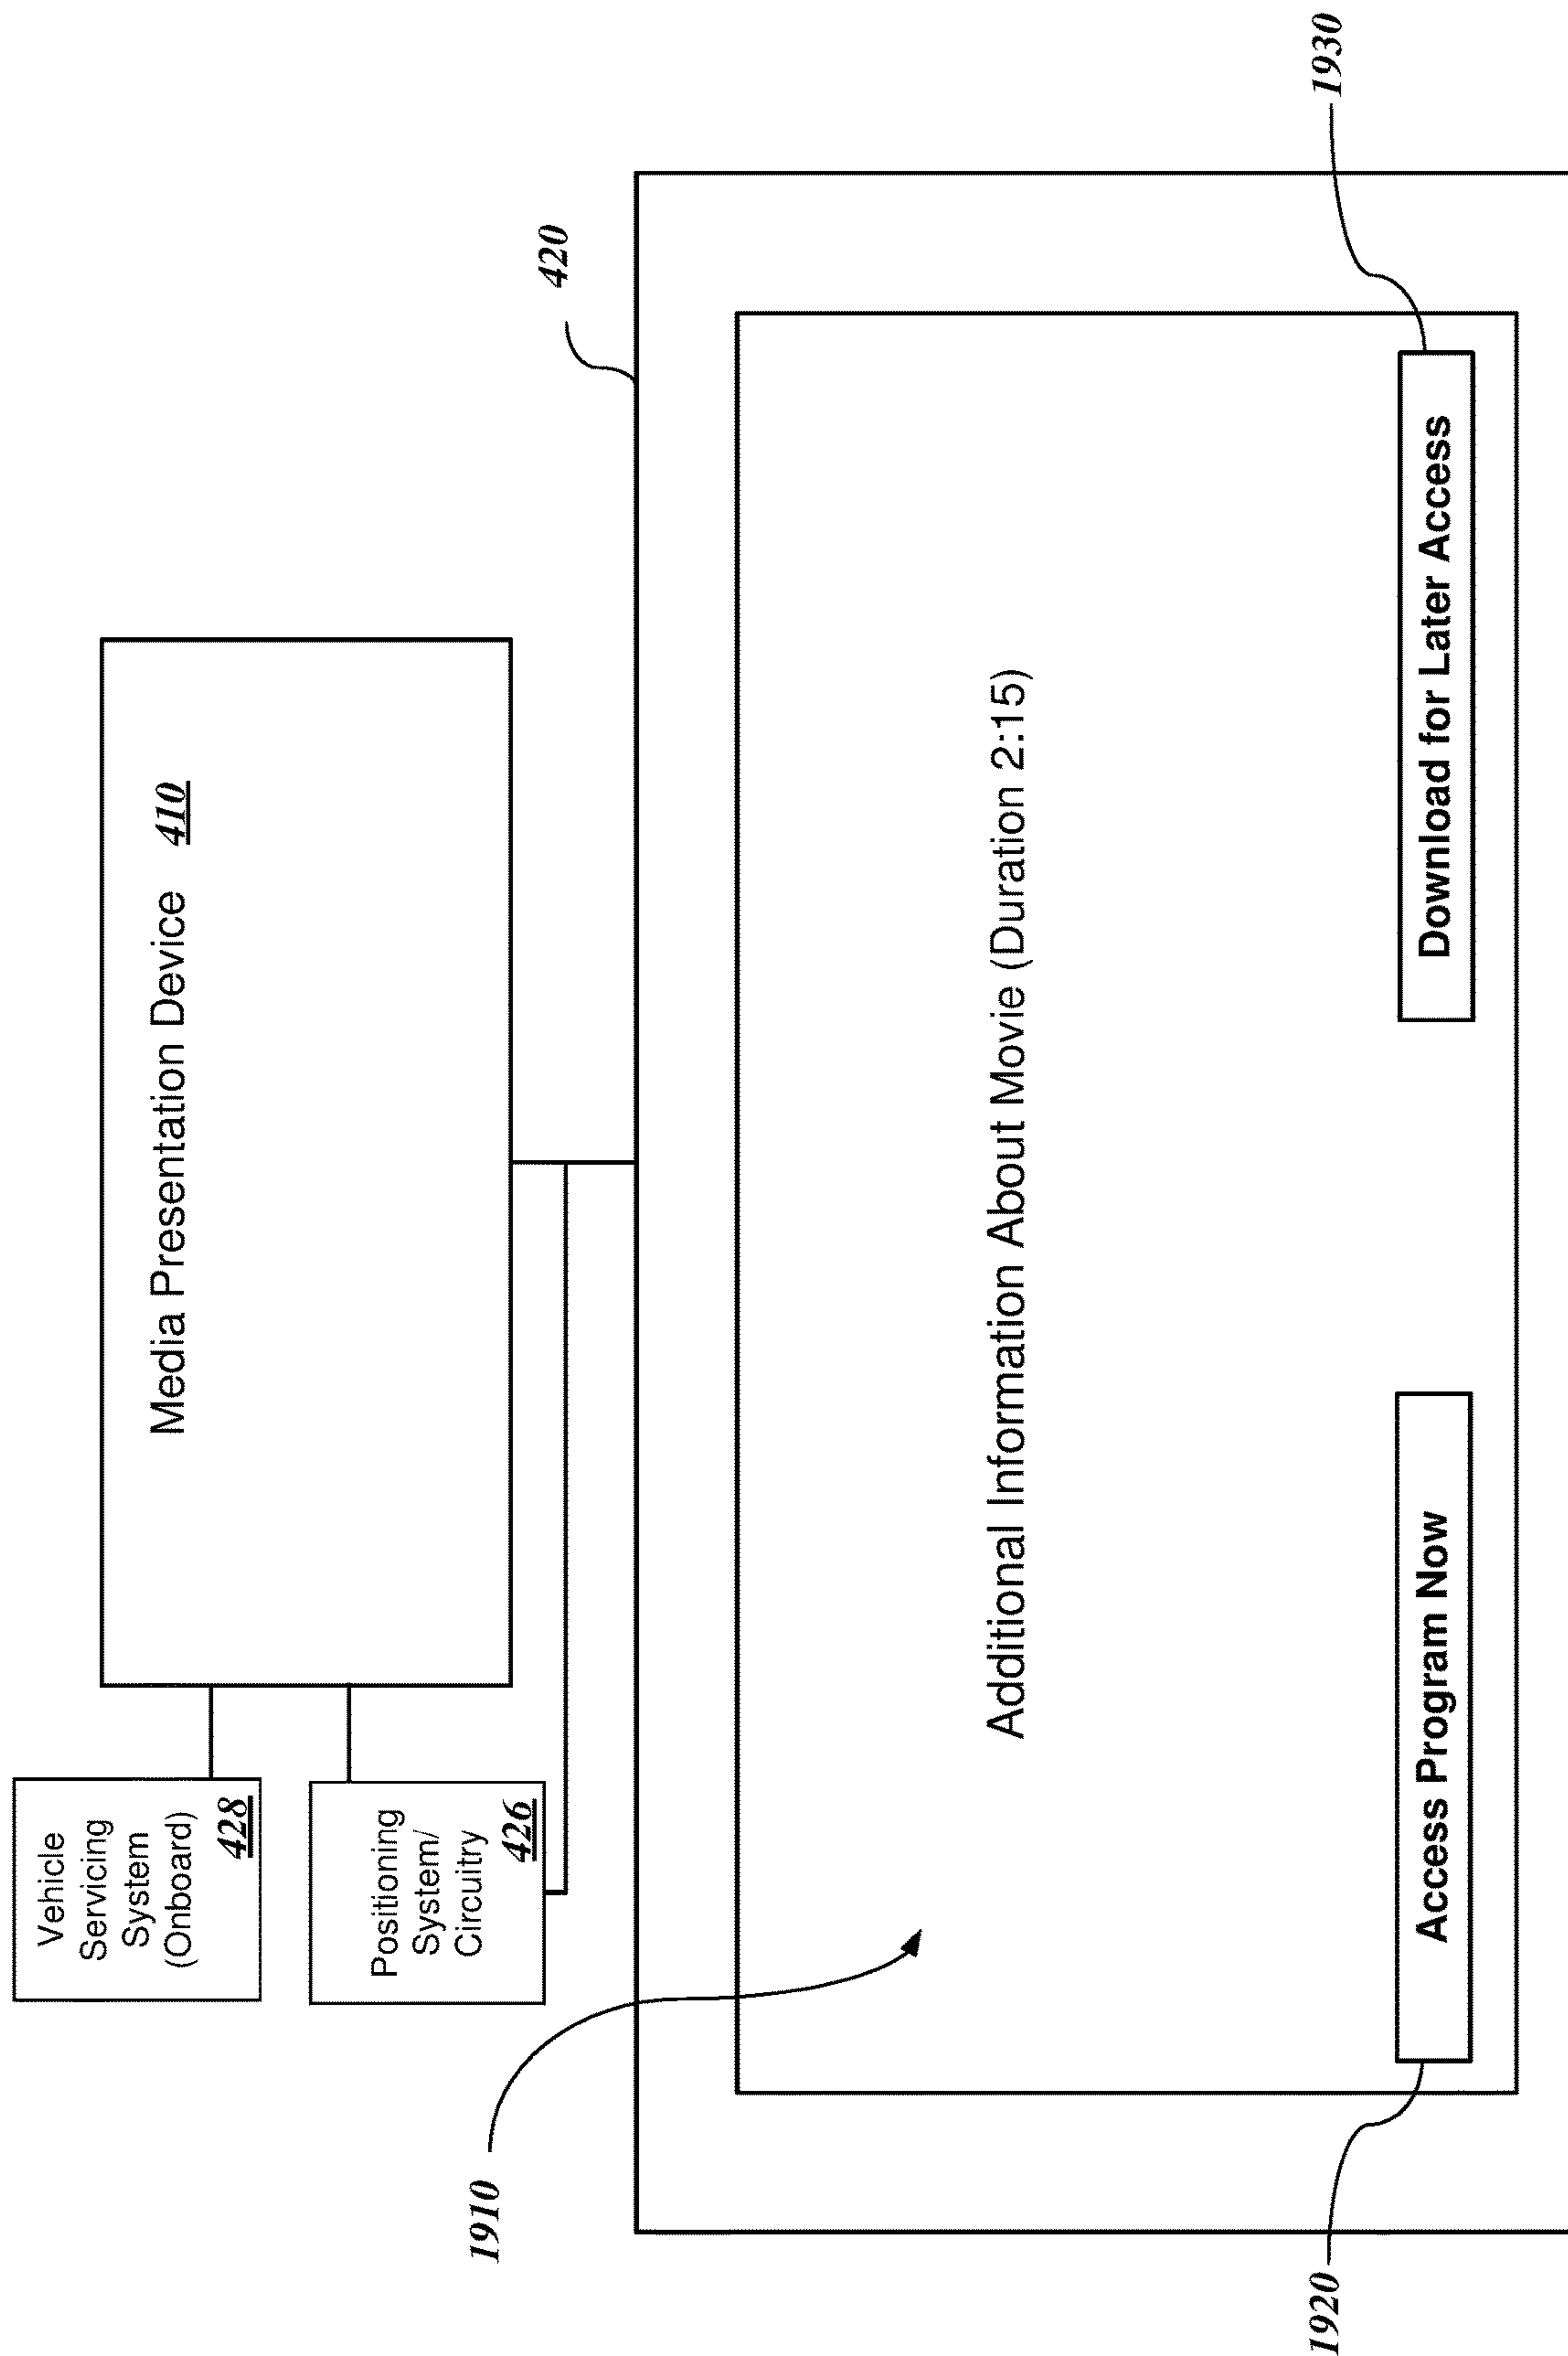 Vehicle
Servicing
System
(Onboard)
428
Media Presentation Device 410
Positioning
System/
Circuitry
426
420
1910
Additional Information About Movie (Duration 2:15)
1920
Access Program Now
Download for Later Access
1930